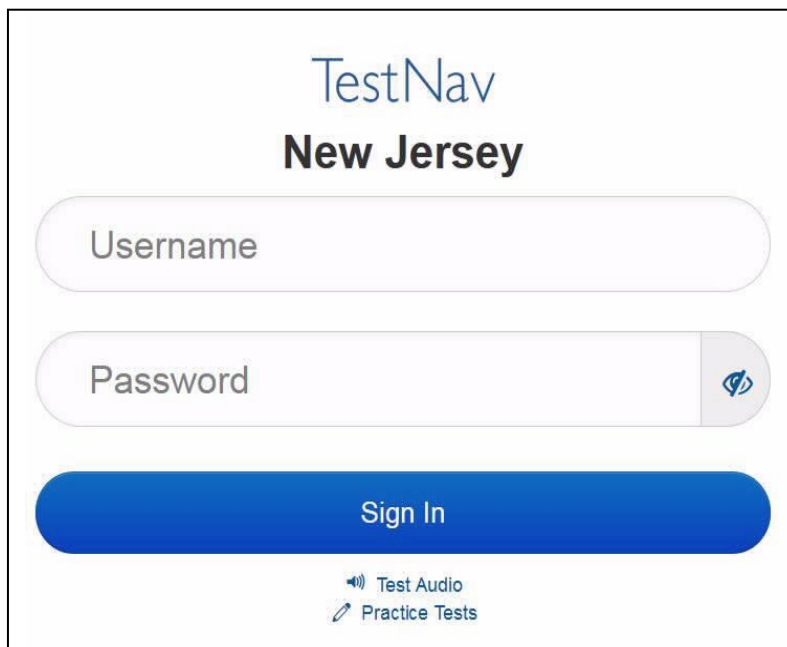 TestNav
New Jersey
Username
Password
Sign In
Test Audio
Practice Tests